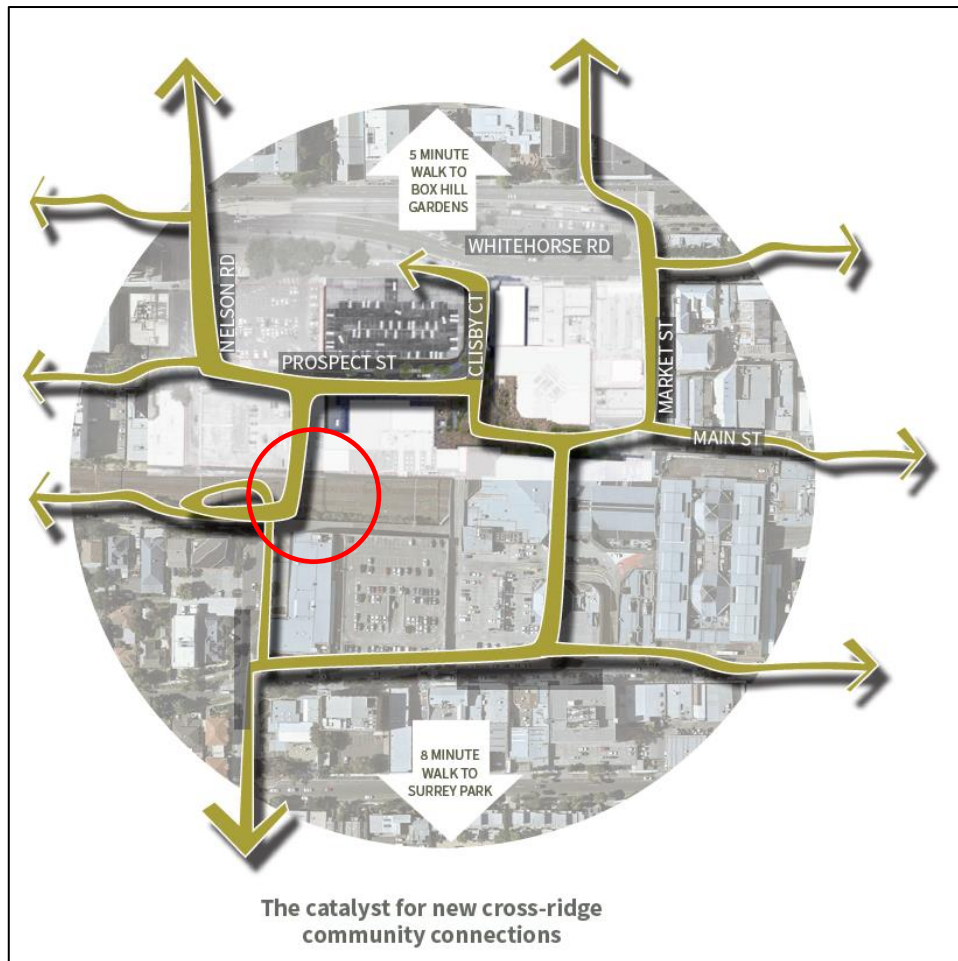 5 MINUTE
WALK TO
BOX HILL
GARDENS
WHITEHORSE RD
NELSON RD
CLISBY CT
PROSPECT ST
MARKET ST
MAIN ST
8 MINUTE
WALK TO
SURREY PARK
The catalyst for new cross-ridge
community connections